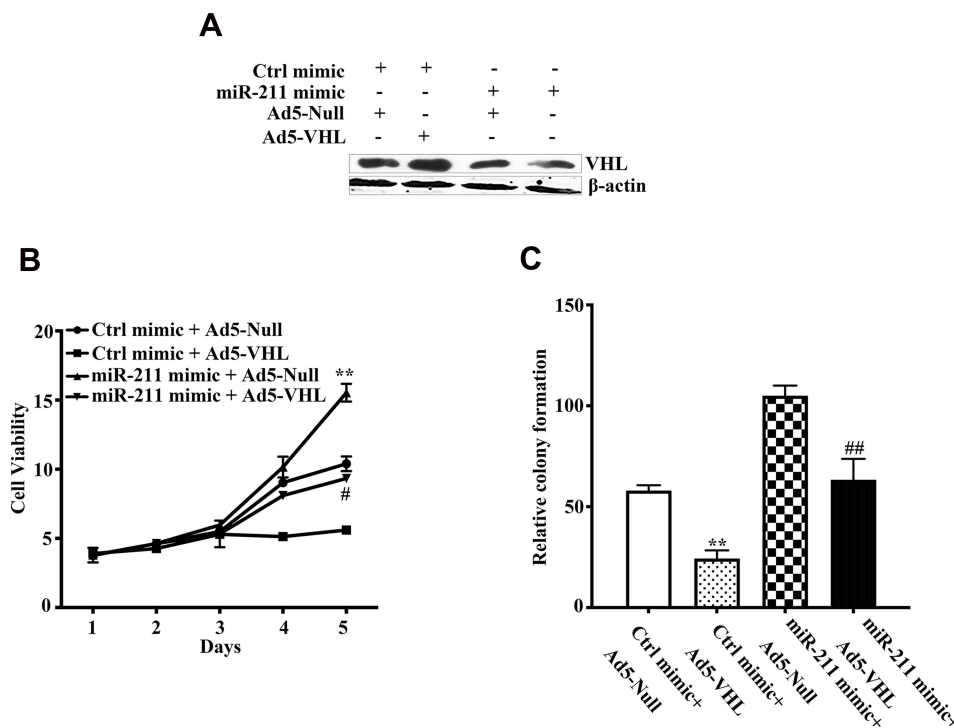 A
Ctrl mimic + + - -
miR-211 mimic - - + +
Ad5-Null + - + -
Ad5-VHL - + - -
VHL
β-actin
B
Cell Viability
20
15
10
5
0
Ctrl mimic + Ad5-Null
Ctrl mimic + Ad5-VHL
miR-211 mimic + Ad5-Null
miR-211 mimic + Ad5-VHL
**
#
1 2 3 4 5
Days
C
Relative colony formation
150
100
50
0
**
##
Ctrl mimic+
Ad5-Null
Ctrl mimic+
Ad5-VHL
miR-211 mimic+
Ad5-Null
miR-211 mimic+
Ad5-VHL